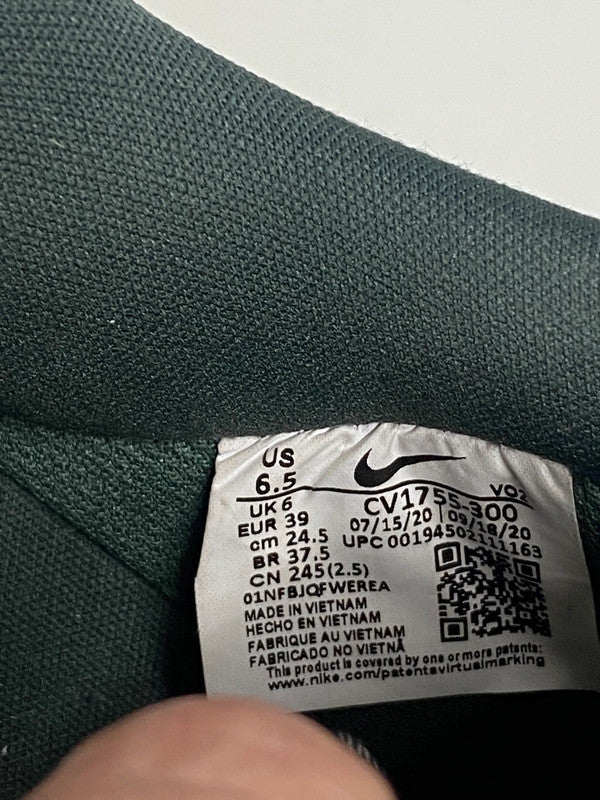 US
6.5
VO2
UK 6
CV1755-300
EUR 39
07/15/20 09/18/20
cm 24.5
UPC 00194502111163
BR 37.5
CN 245(2.5)
01NFBJQFWEREA
MADE IN VIETNAM
HECHO EN VIETNAM
FABRIQUE AU VIETNAM
FABRICADO NO VIETNÃ
This product is covered by one or more patents:
www.nike.com/patentsvirtualmarking